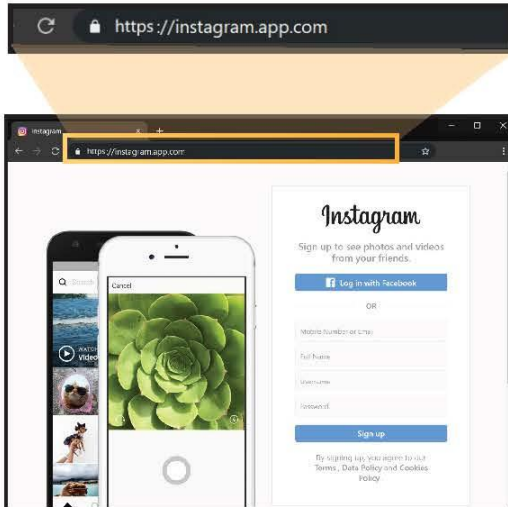 https://instagram.app.com
instagram x +
https://instagram.app.com
Search
Cancel
WATCH
Video
Instagram
Sign up to see photos and videos
from your friends.
Log in with Facebook
OR
Mobile Number or Email
Full Name
Username
Password
Sign up
By signing up, you agree to our
Terms , Data Policy and Cookies
Policy